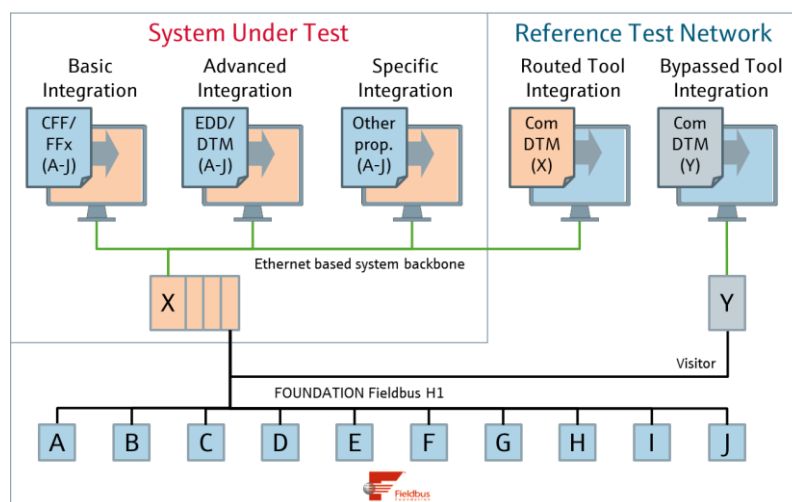 System Under Test
Reference Test Network
Basic
Integration
Advanced
Integration
Specific
Integration
Routed Tool
Integration
Bypassed Tool
Integration
CFF/
FFx
(A-J)
EDD/
DTM
(A-J)
Other
prop.
(A-J)
Com
DTM
(X)
Com
DTM
(Y)
Ethernet based system backbone
X
Y
Visitor
FOUNDATION Fieldbus H1
A
B
C
D
E
F
G
H
I
J
Fieldbus
Foundation